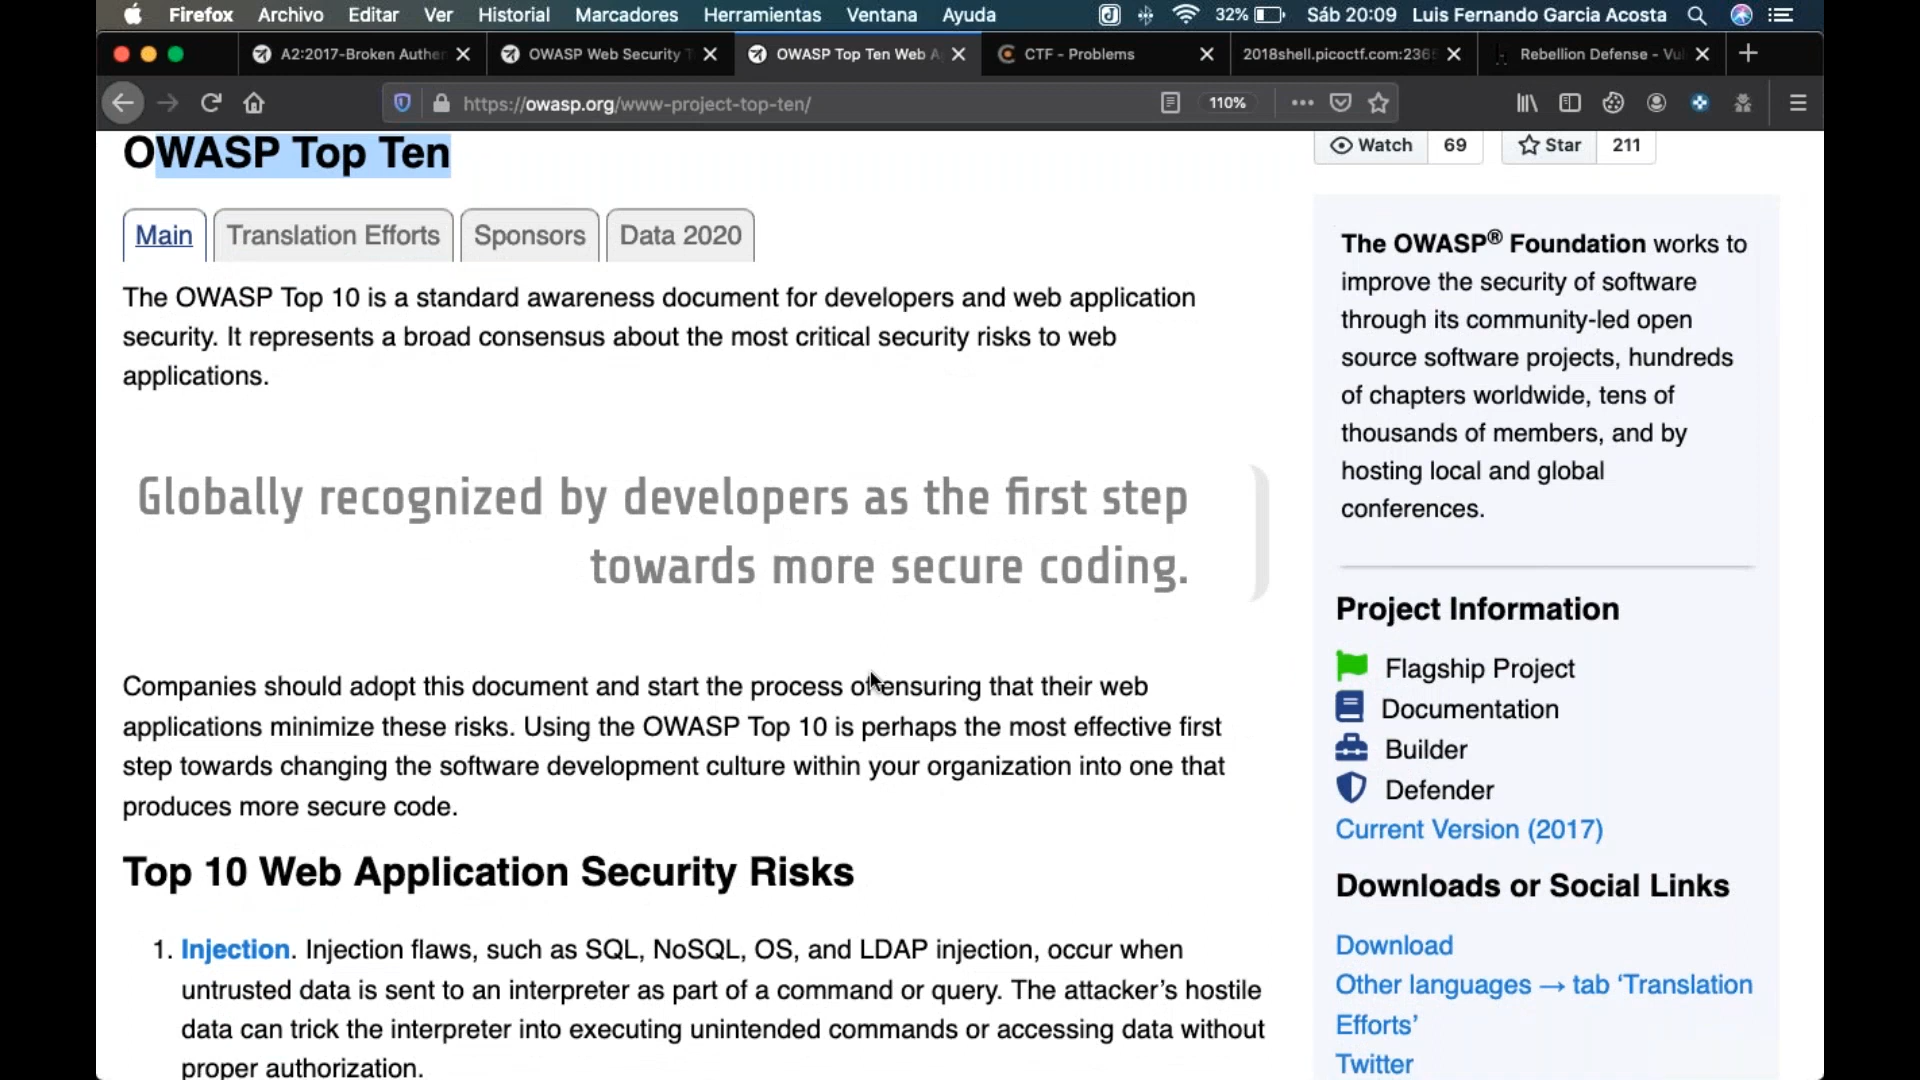 Firefox Archivo Editar Ver Historial Marcadores Herramientas Ventana Ayuda 32% Sáb 20:09 Luis Fernando Garcia Acosta
A2:2017-Broken Authe
OWASP Web Security T
OWASP Top Ten Web A
CTF - Problems
2018shell.picoctf.com:236
Rebellion Defense - Vul
https://owasp.org/www-project-top-ten/ 110%
OWASP Top Ten
Watch 69 Star 211
Main Translation Efforts Sponsors Data 2020
The OWASP Top 10 is a standard awareness document for developers and web application
security. It represents a broad consensus about the most critical security risks to web
applications.
Globally recognized by developers as the first step
towards more secure coding.
Companies should adopt this document and start the process of ensuring that their web
applications minimize these risks. Using the OWASP Top 10 is perhaps the most effective first
step towards changing the software development culture within your organization into one that
produces more secure code.
Top 10 Web Application Security Risks
1. Injection. Injection flaws, such as SQL, NoSQL, OS, and LDAP injection, occur when
untrusted data is sent to an interpreter as part of a command or query. The attacker's hostile
data can trick the interpreter into executing unintended commands or accessing data without
proper authorization.
The OWASP® Foundation works to
improve the security of software
through its community-led open
source software projects, hundreds
of chapters worldwide, tens of
thousands of members, and by
hosting local and global
conferences.
Project Information
Flagship Project
Documentation
Builder
Defender
Current Version (2017)
Downloads or Social Links
Download
Other languages → tab ‘Translation
Efforts’
Twitter